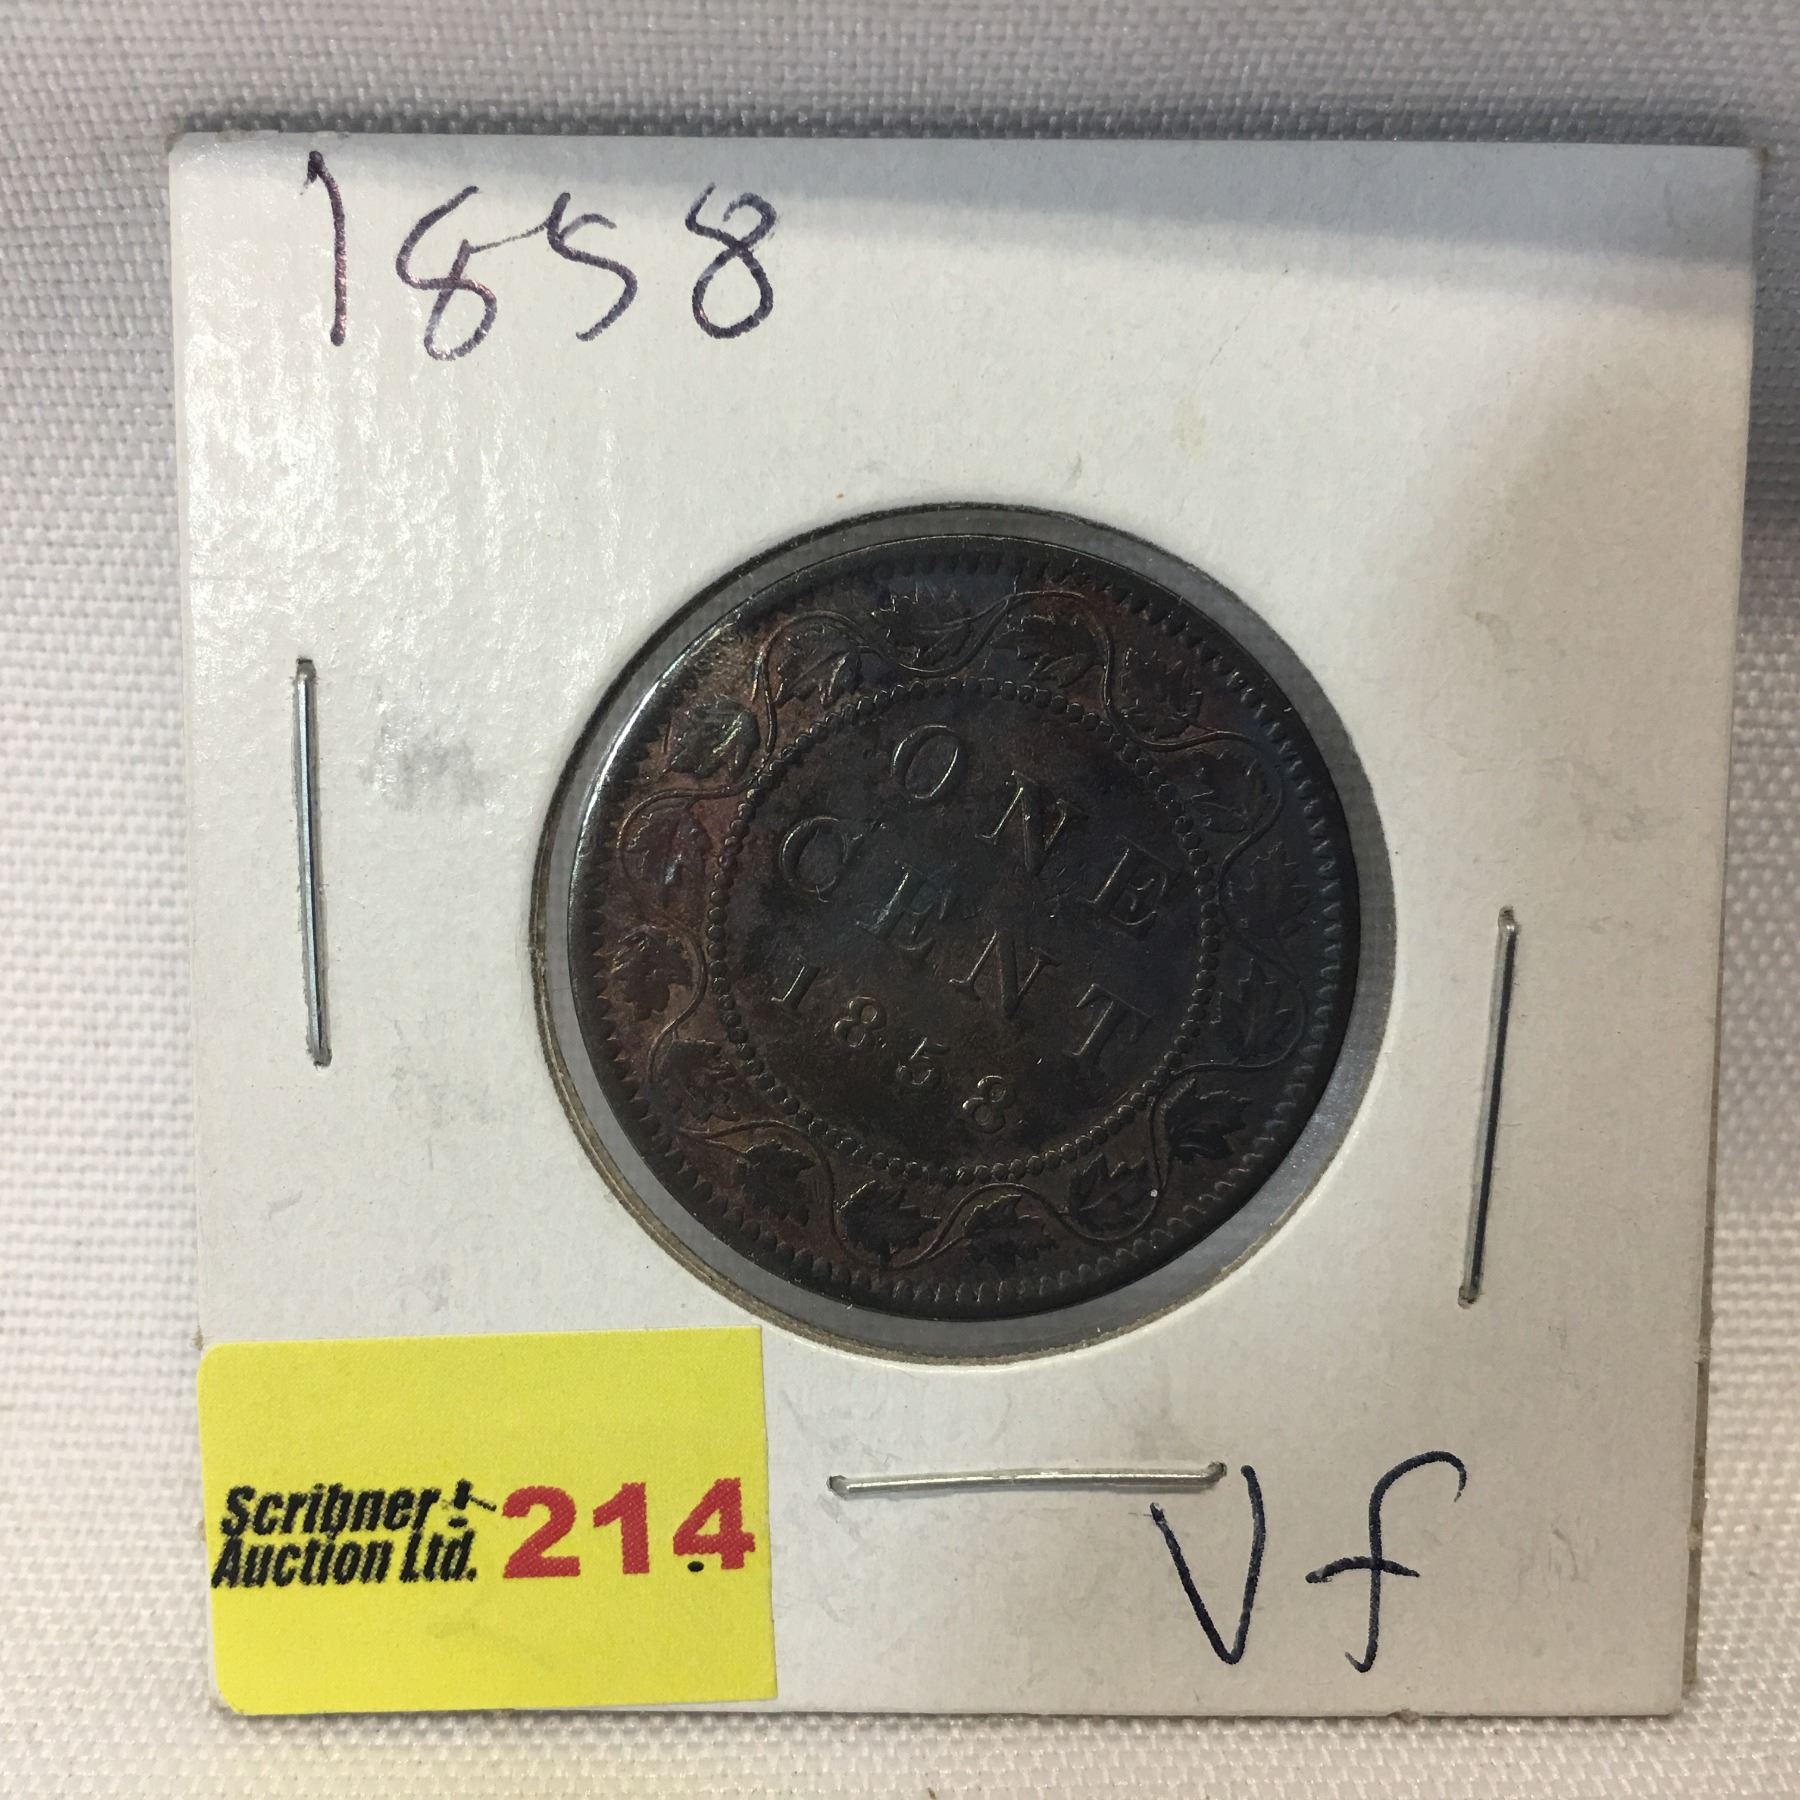 1858
ONE
CENT
1858
Scribner
Auction Ltd.
214
Vf